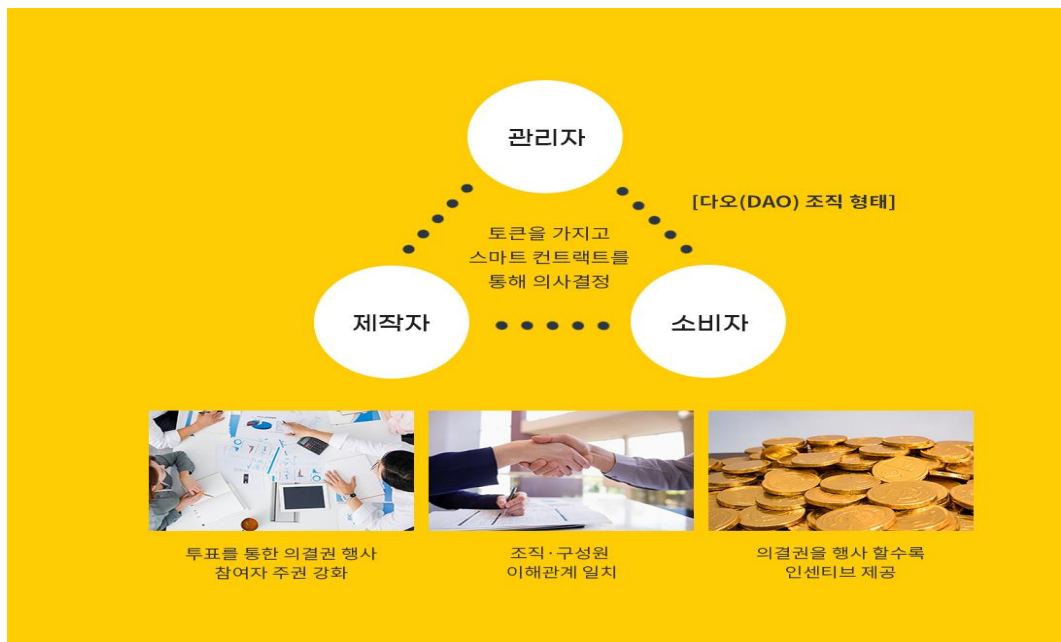 관리자
[다오(DAO) 조직 형태]
토큰을 가지고
스마트 컨트랙트를
통해 의사결정
제작자
소비자
투표를 통한 의결권 행사
참여자 주권 강화
조직·구성원
이해관계 일치
의결권을 행사 할수록
인센티브 제공